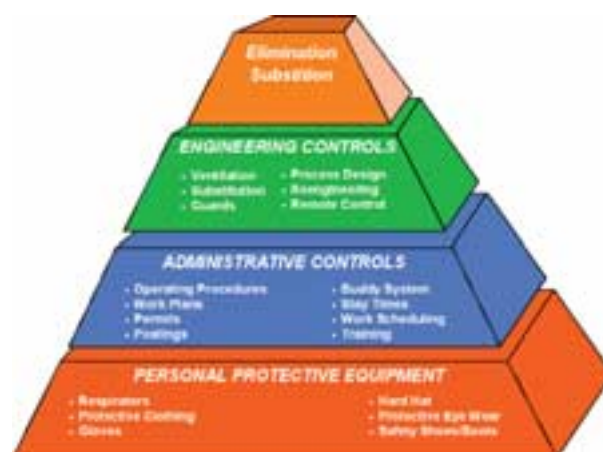 Elimination
Substition
ENGINEERING CONTROLS
- Ventilation
- Substitution
- Guards
- Process Design
- Reengineering
- Remote Control
ADMINISTRATIVE CONTROLS
- Operating Procedures
- Work Plans
- Permits
- Postings
- Buddy System
- Stay Times
- Work Scheduling
- Training
PERSONAL PROTECTIVE EQUIPMENT
- Respirators
- Protective Clothing
- Gloves
- Hard Hat
- Protective Eye Wear
- Safety Shoes/Boots